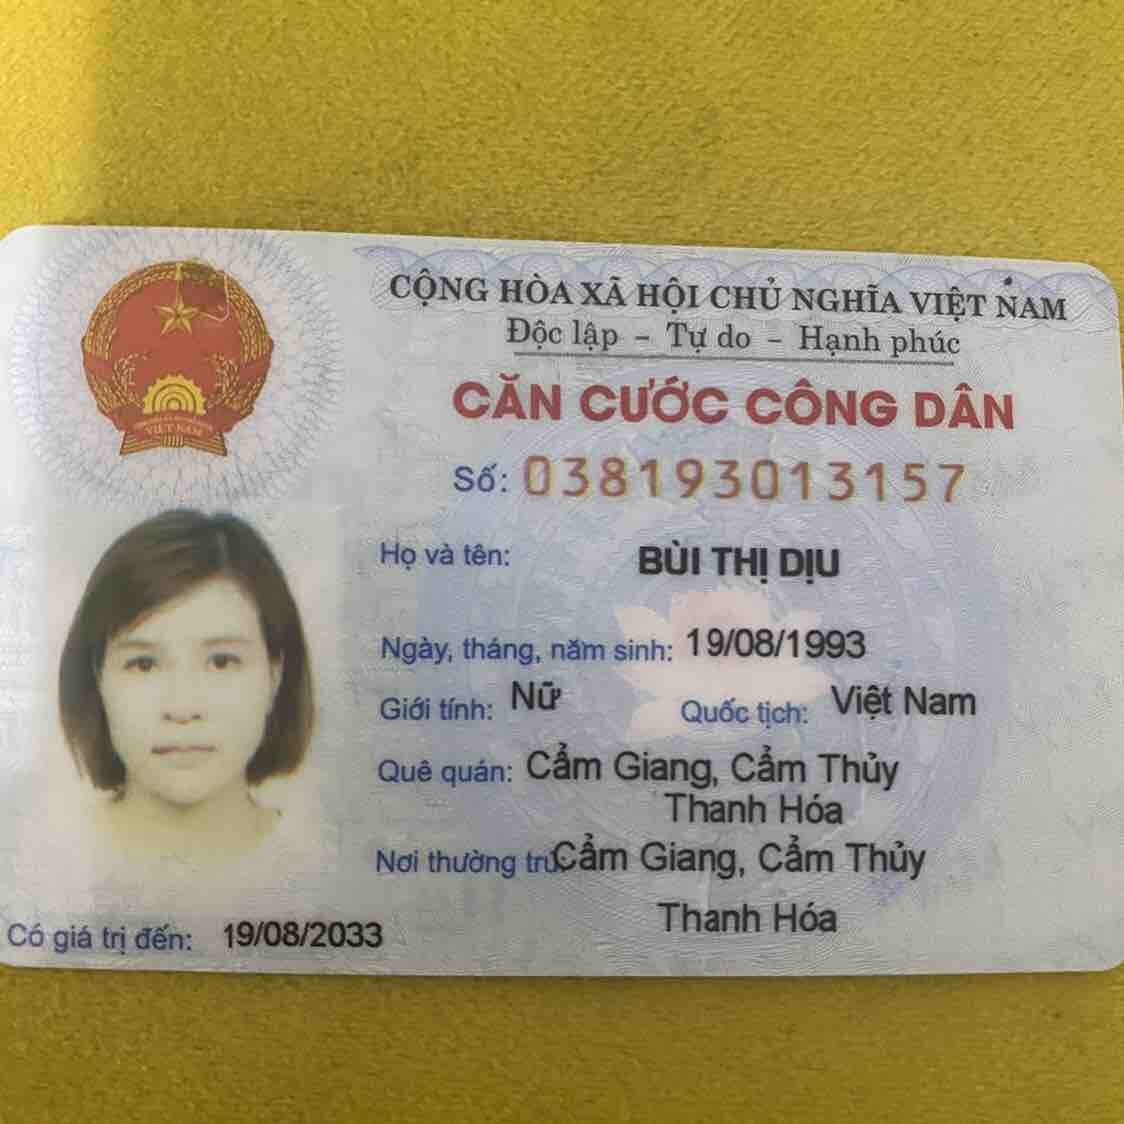 CỘNG HÒA XÃ HỘI CHỦ NGHĨA VIỆT NAM
Độc lập - Tự do - Hạnh phúc
CĂN CƯỚC CÔNG DÂN
Số: 038193013157
Họ và tên: BÙI THỊ DỊU
Ngày, tháng, năm sinh: 19/08/1993
Giới tính: Nữ Quốc tịch: Việt Nam
Quê quán: Cẩm Giang, Cẩm Thủy
Thanh Hóa
Nơi thường trú: Cẩm Giang, Cẩm Thủy
Thanh Hóa
Có giá trị đến: 19/08/2033
VIỆT NAM